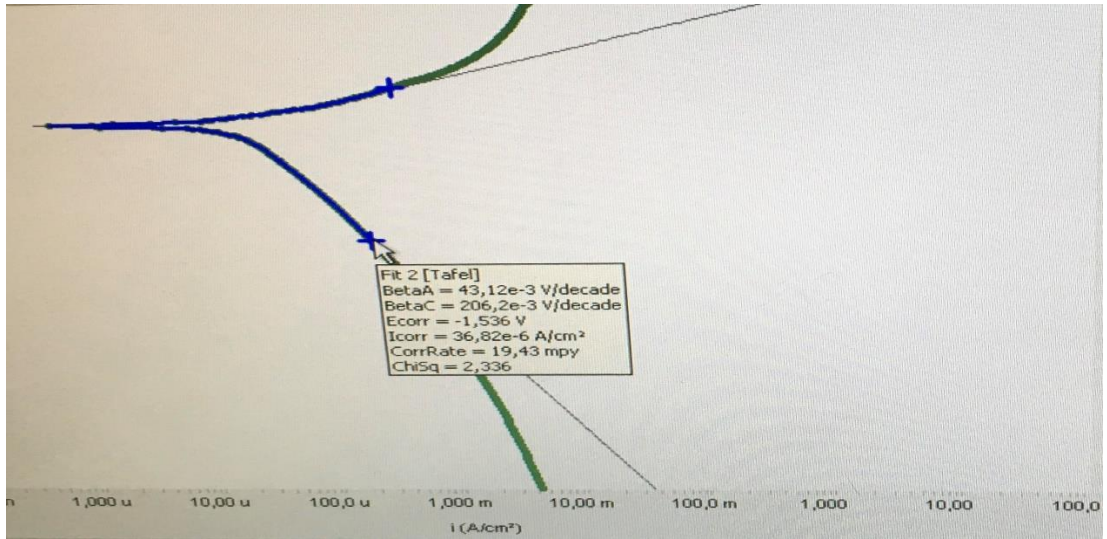 Fit 2 [Tafel]
BetaA = 43,12e-3 V/decade
BetaC = 206,2e-3 V/decade
Ecorr = -1,536 V
Icorr = 36,82e-6 A/cm²
CorrRate = 19,43 mpy
ChiSq = 2,336
n 1,000 u 10,00 u 100,0 u 1,000 m 10,00 m 100,0 m 1,000 10,00 100,0
i (A/cm²)